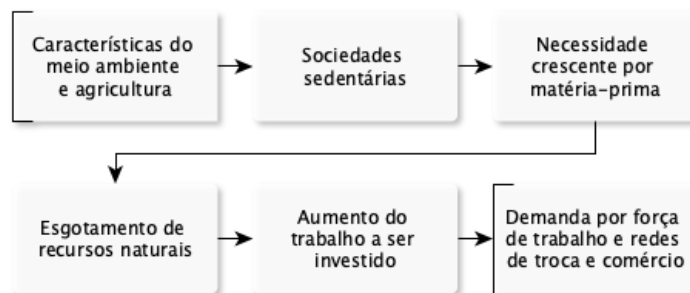 Características do
meio ambiente
e agricultura
Sociedades
sedentárias
Necessidade
crescente por
matéria-prima
Esgotamento de
recursos naturais
Aumento do
trabalho a ser
investido
Demanda por força
de trabalho e redes
de troca e comércio